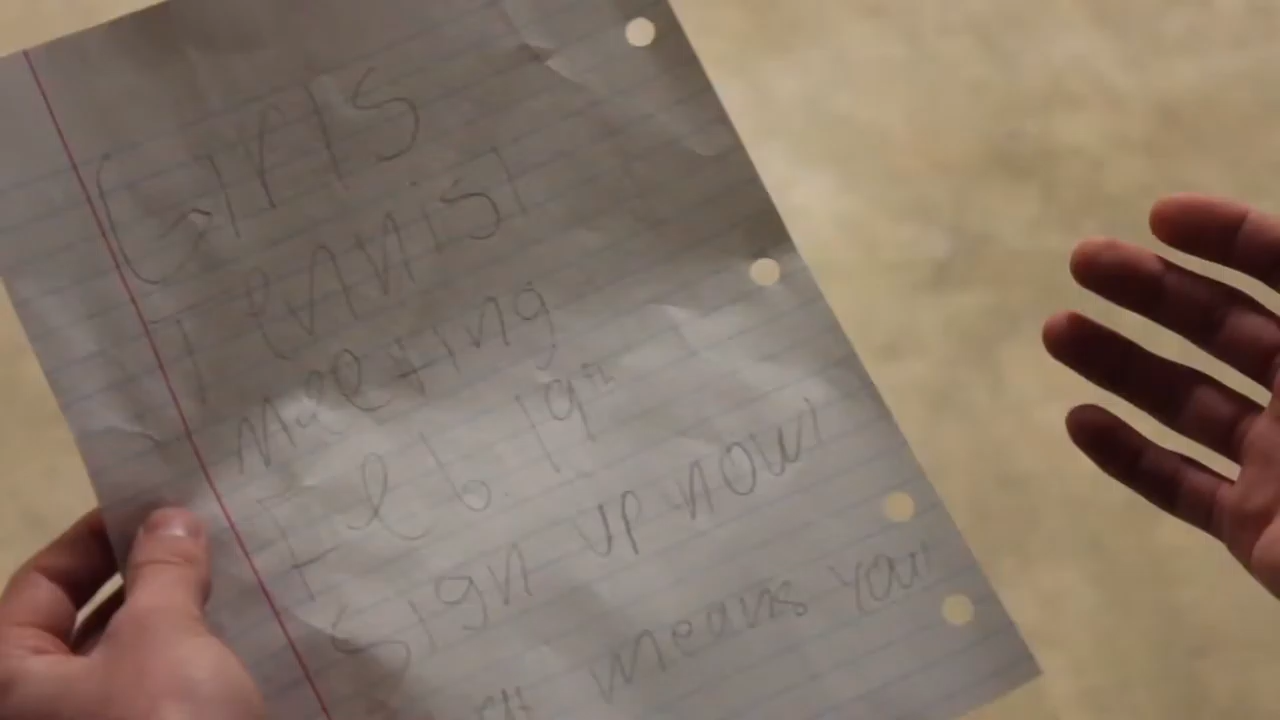 Girls
Tennis!
Meeting
Feb. 19th
Sign up now!
means you!!